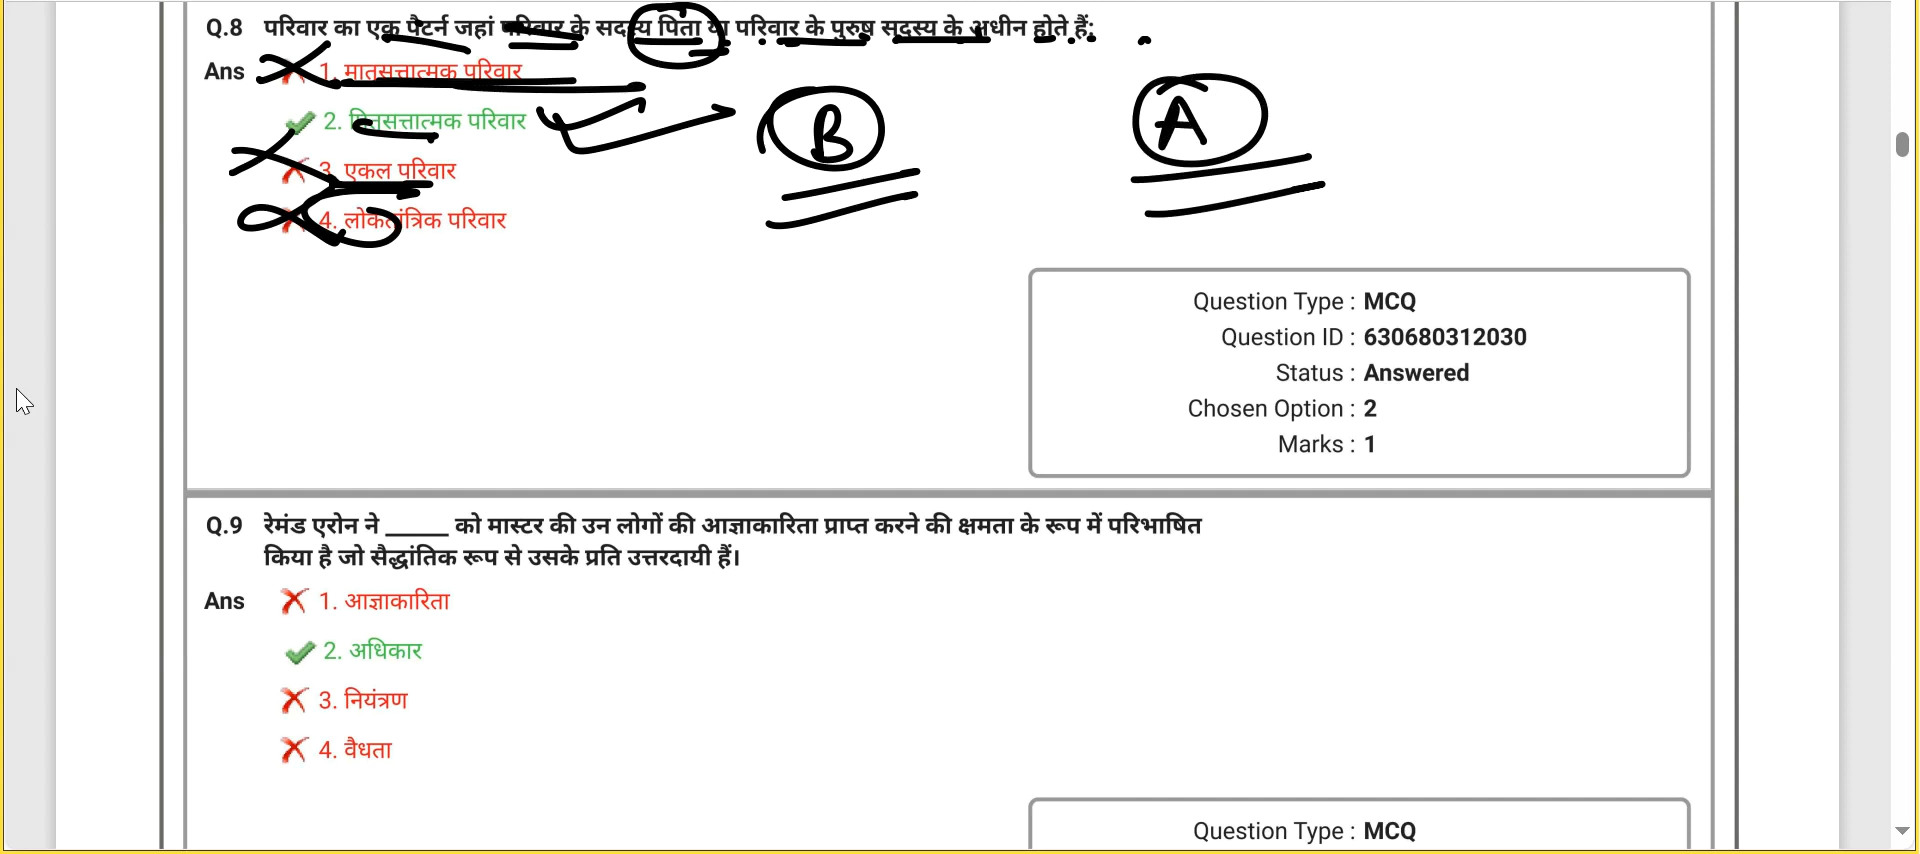 Q.8 परिवार का एक पैटर्न जहां परिवार के सदस्य पिता या परिवार के पुरुष सदस्य के अधीन होते हैं:
Ans 1. मातृसत्तात्मक परिवार
2. पितृसत्तात्मक परिवार
B
A
3. एकल परिवार
4. लोकतांत्रिक परिवार
Question Type : MCQ
Question ID : 630680312030
Status : Answered
Chosen Option : 2
Marks : 1
Q.9 रेमंड एरोन ने ______ को मास्टर की उन लोगों की आज्ञाकारिता प्राप्त करने की क्षमता के रूप में परिभाषित
किया है जो सैद्धांतिक रूप से उसके प्रति उत्तरदायी हैं।
Ans 1. आज्ञाकारिता
2. अधिकार
3. नियंत्रण
4. वैधता
Question Type : MCQ